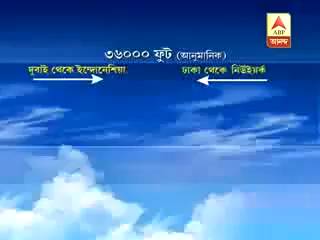 ABP
আনন্দ
৩৬০০০ ফুট (আনুমানিক)
দুবাই থেকে ইন্দোনেশিয়া
ঢাকা থেকে নিউইয়র্ক